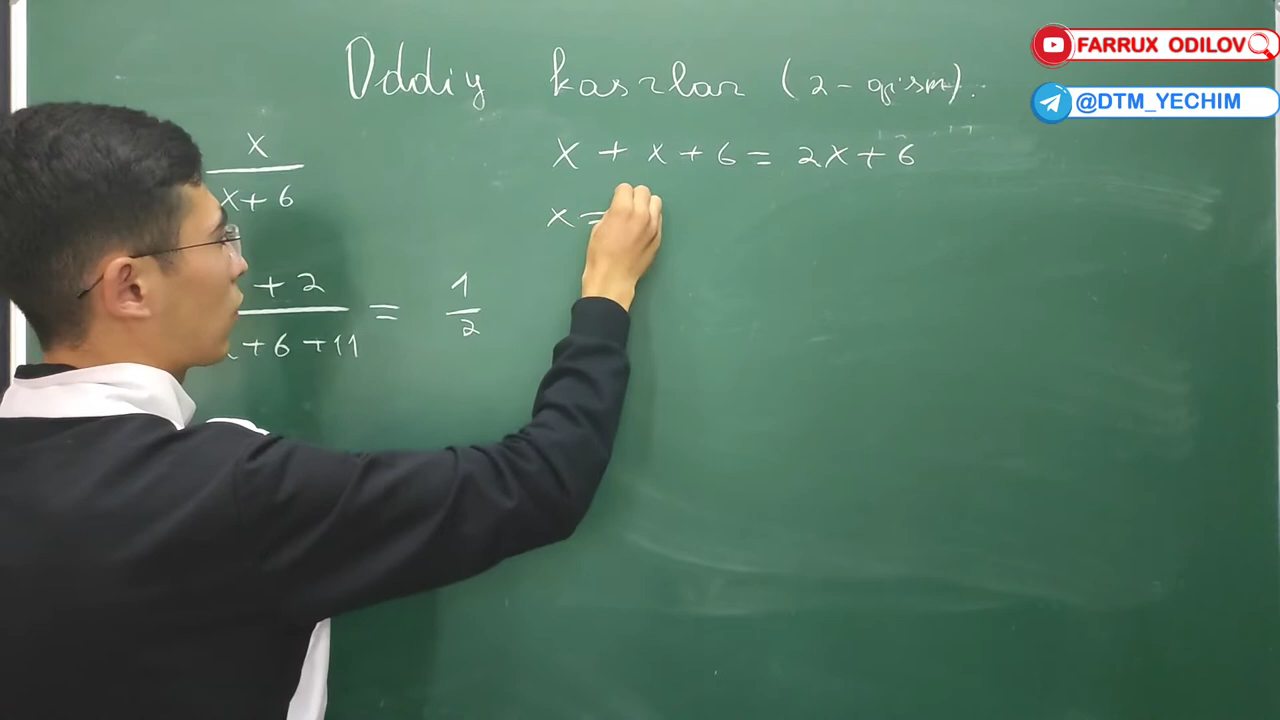 Oddiy kasrlar (2-qism).
FARRUX ODILOV
@DTM_YECHIM
x
x+6
+ 2
+6+11
=
1
2
x + x + 6 = 2x + 6
x =